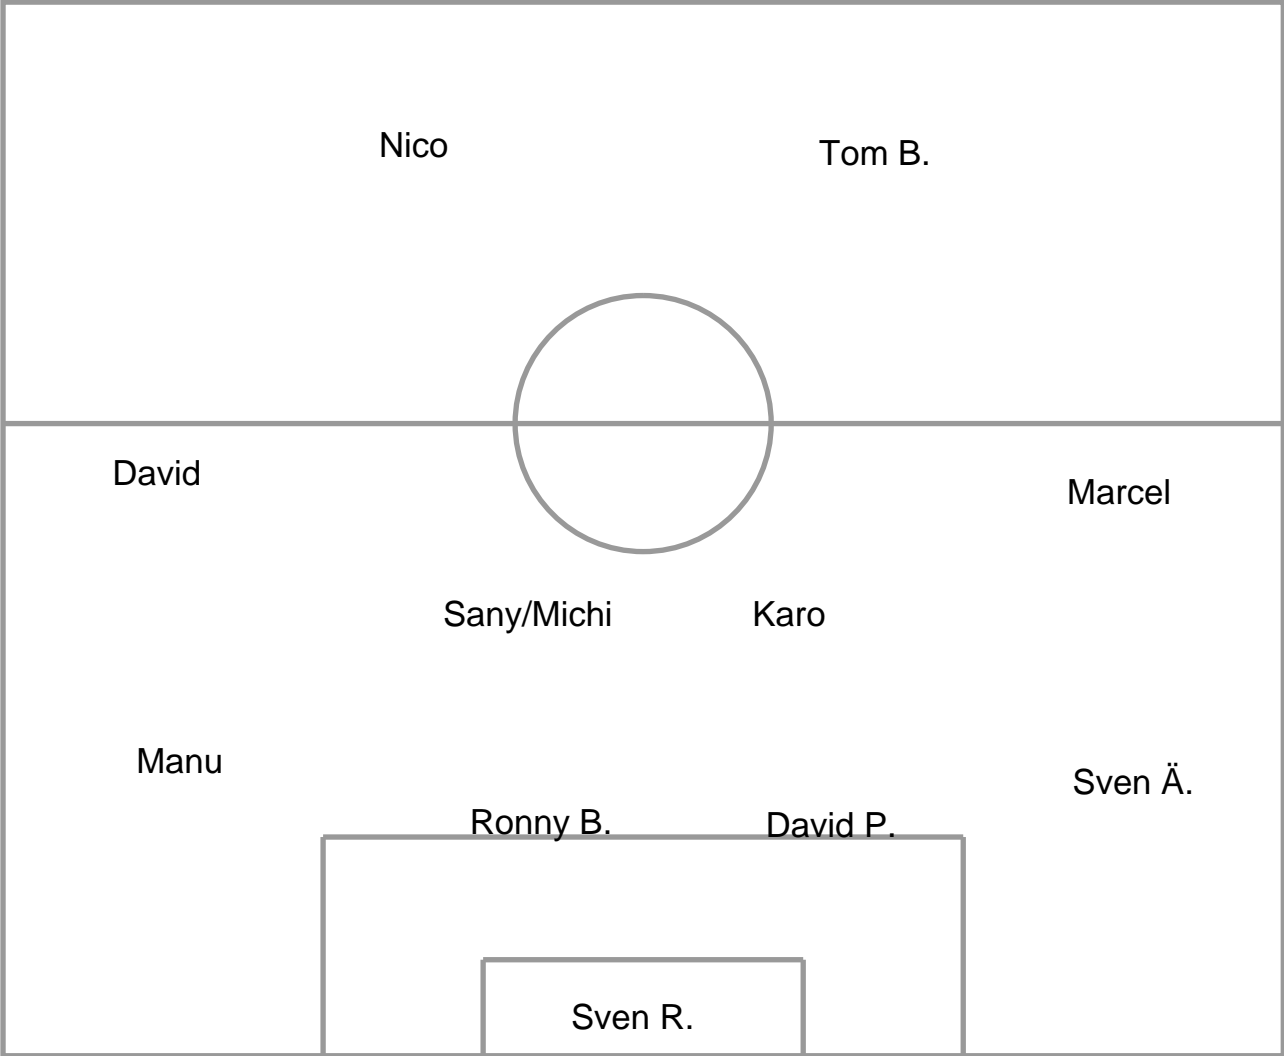 Nico
Tom B.
David
Marcel
Sany/Michi
Karo
Manu
Sven Ä.
Ronny B.
David P.
Sven R.